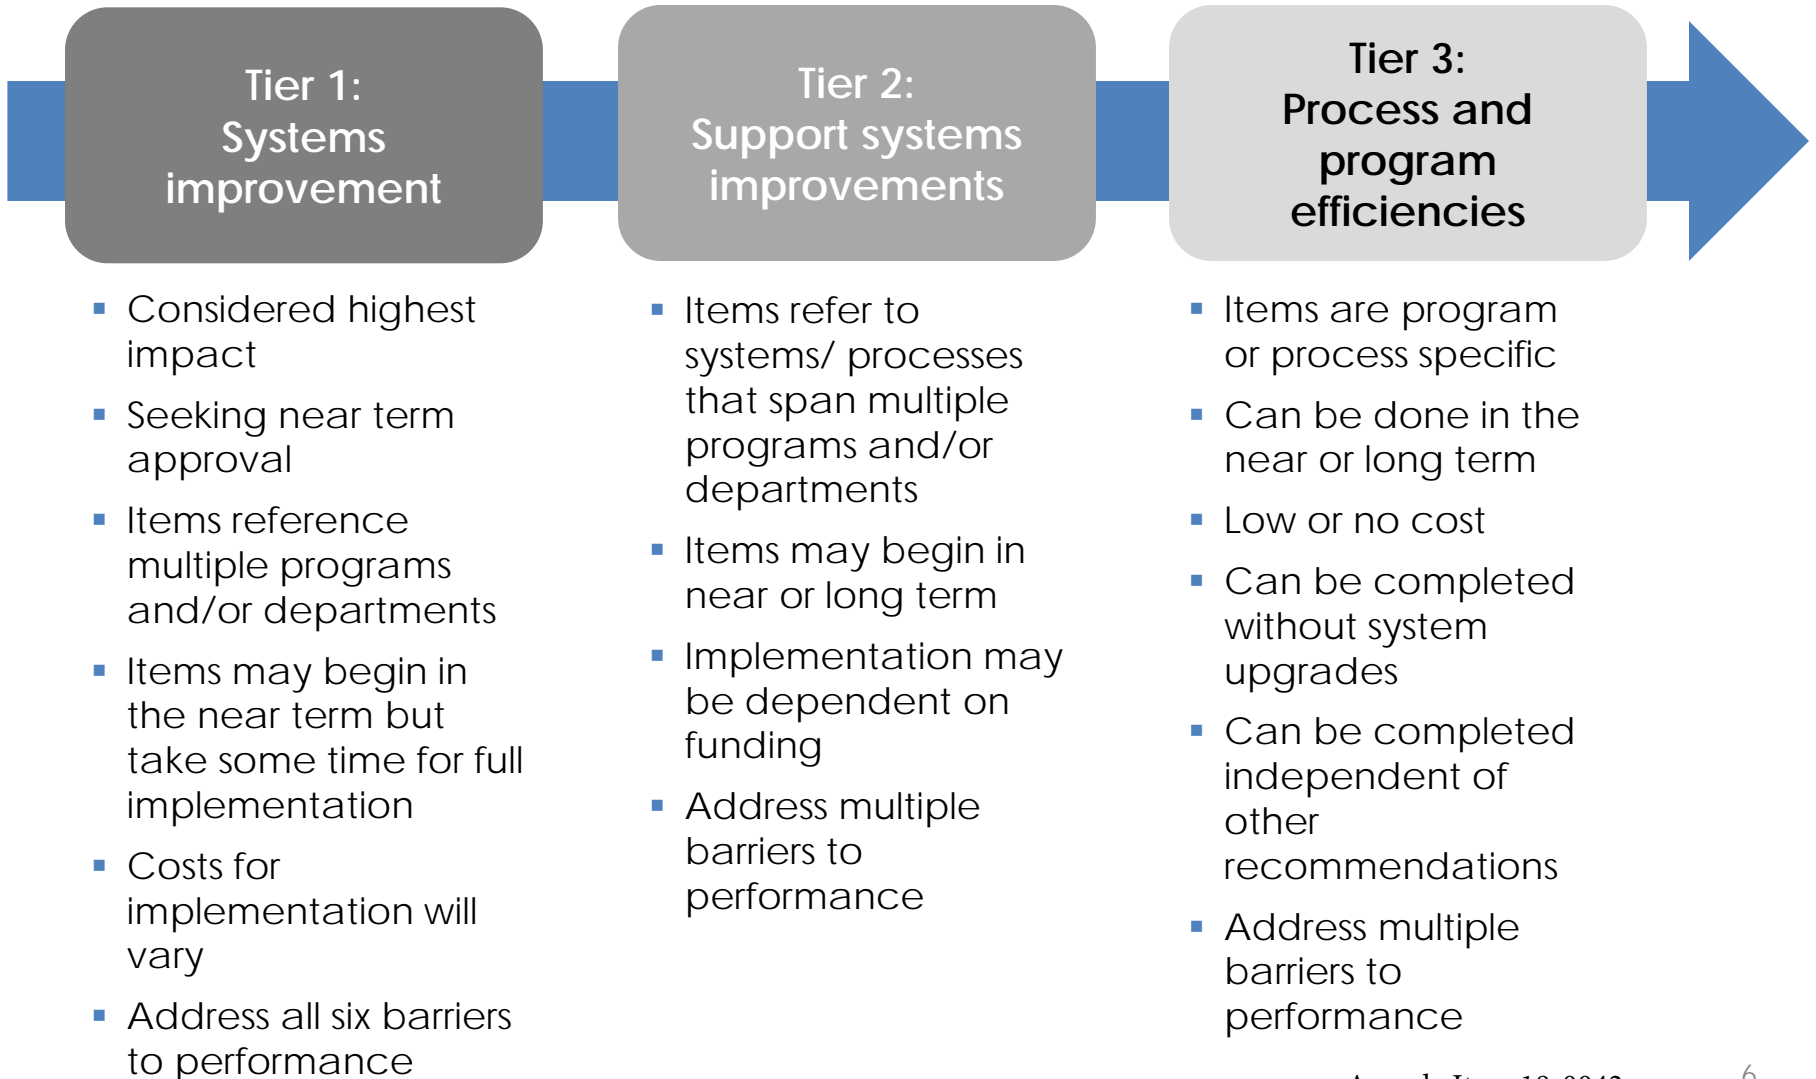 Tier 1:
Systems
improvement
Tier 2:
Support systems
improvements
Tier 3:
Process and
program
efficiencies
▪ Considered highest
impact
▪ Seeking near term
approval
▪ Items reference
multiple programs
and/or departments
▪ Items may begin in
the near term but
take some time for full
implementation
▪ Costs for
implementation will
vary
▪ Address all six barriers
to performance
▪ Items refer to
systems/ processes
that span multiple
programs and/or
departments
▪ Items may begin in
near or long term
▪ Implementation may
be dependent on
funding
▪ Address multiple
barriers to
performance
▪ Items are program
or process specific
▪ Can be done in the
near or long term
▪ Low or no cost
▪ Can be completed
without system
upgrades
▪ Can be completed
independent of
other
recommendations
▪ Address multiple
barriers to
performance
6